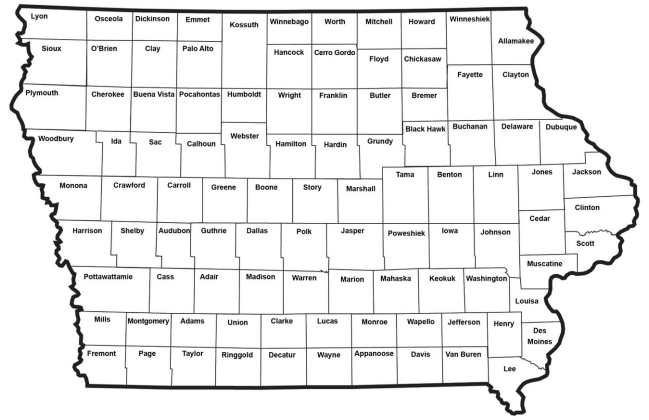 Lyon Osceola Dickinson Emmet Kossuth Winnebago Worth Mitchell Howard Winneshiek Allamakee
Sioux O'Brien Clay Palo Alto Hancock Cerro Gordo Floyd Chickasaw
Fayette Clayton
Plymouth Cherokee Buena Vista Pocahontas Humboldt Wright Franklin Butler Bremer
Woodbury Ida Sac Calhoun Webster Hamilton Hardin Grundy Black Hawk Buchanan Delaware Dubuque
Monona Crawford Carroll Greene Boone Story Marshall Tama Benton Linn Jones Jackson
Clinton
Cedar
Harrison Shelby Audubon Guthrie Dallas Polk Jasper Poweshiek Iowa Johnson Scott
Muscatine
Pottawattamie Cass Adair Madison Warren Marion Mahaska Keokuk Washington
Louisa
Mills Montgomery Adams Union Clarke Lucas Monroe Wapello Jefferson Henry
Des
Moines
Fremont Page Taylor Ringgold Decatur Wayne Appanoose Davis Van Buren Lee